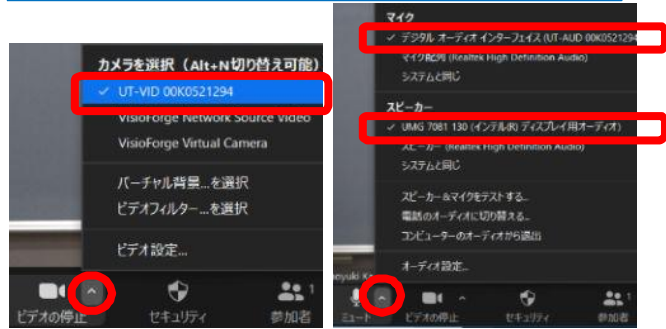 カメラを選択（Alt+N切り替え可能）
✓ UT-VID 00K0521294
VisioForge Network Source Video
VisioForge Virtual Camera
バーチャル背景...を選択
ビデオフィルター...を選択
ビデオ設定...
ビデオの停止
セキュリティ
参加者
1
マイク
✓ デジタル オーディオ インターフェイス (UT-AUD 00K0521294
マイク配列 (Realtek High Definition Audio)
システムと同じ
スピーカー
✓ UMG 7081 130 (インテル(R) ディスプレイ用オーディオ)
スピーカー (Realtek High Definition Audio)
システムと同じ
スピーカー&マイクをテストする...
電話のオーディオに切り替える...
コンピューターのオーディオから退出
オーディオ設定...
ミュート
ビデオの停止
セキュリティ
参加者
1